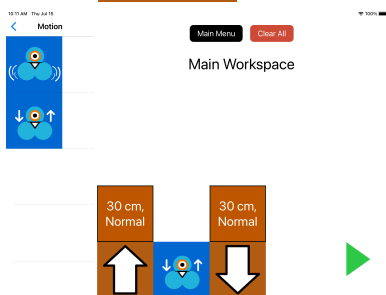 10:11 AM Thu Jul 15
100%
Motion
Main Menu
Clear All
Main Workspace
30 cm,
Normal
30 cm,
Normal